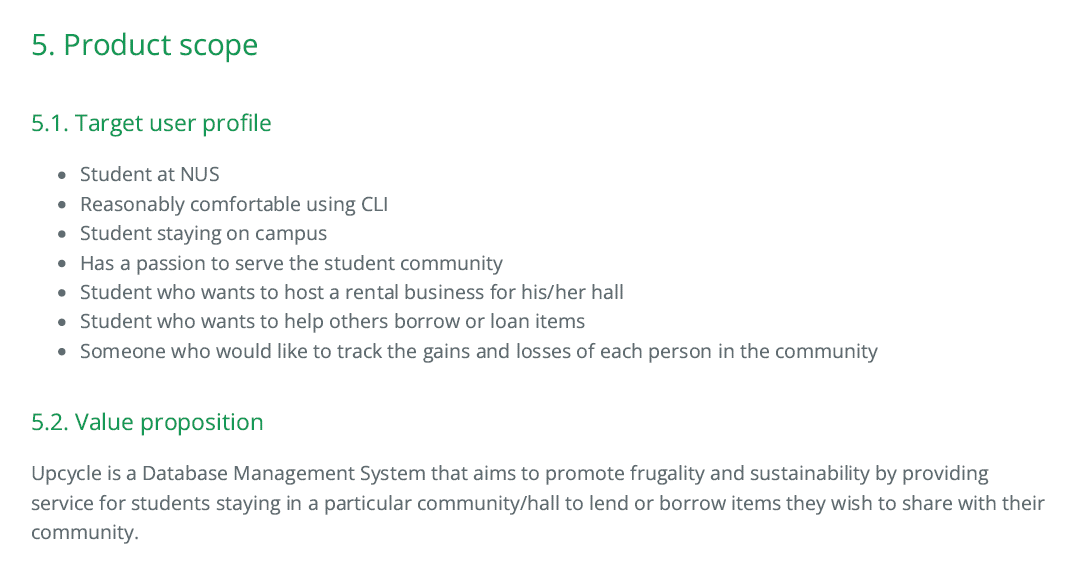 5. Product scope
5.1. Target user profile
• Student at NUS
• Reasonably comfortable using CLI
• Student staying on campus
• Has a passion to serve the student community
• Student who wants to host a rental business for his/her hall
• Student who wants to help others borrow or loan items
• Someone who would like to track the gains and losses of each person in the community
5.2. Value proposition
Upcycle is a Database Management System that aims to promote frugality and sustainability by providing
service for students staying in a particular community/hall to lend or borrow items they wish to share with their
community.